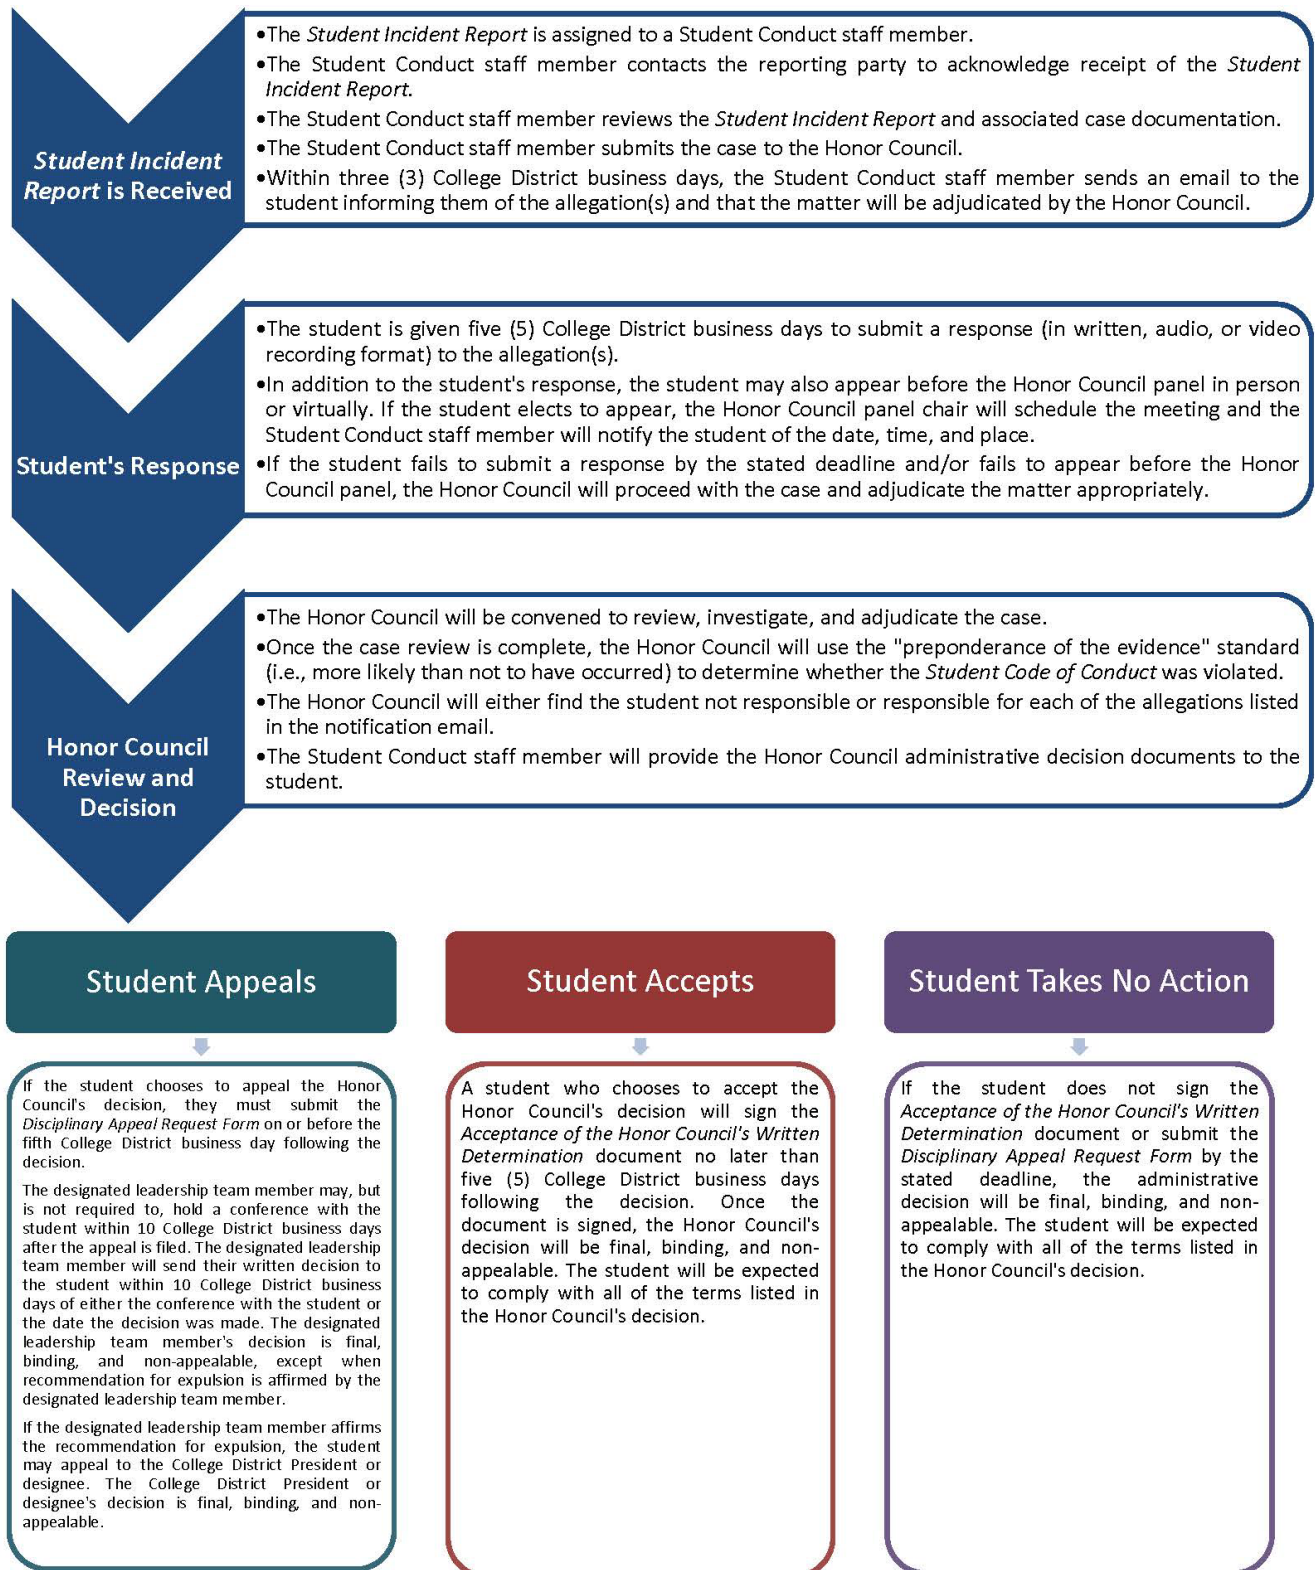 Student Incident
Report is Received
•The Student Incident Report is assigned to a Student Conduct staff member.
•The Student Conduct staff member contacts the reporting party to acknowledge receipt of the Student
Incident Report.
•The Student Conduct staff member reviews the Student Incident Report and associated case documentation.
•The Student Conduct staff member submits the case to the Honor Council.
•Within three (3) College District business days, the Student Conduct staff member sends an email to the
student informing them of the allegation(s) and that the matter will be adjudicated by the Honor Council.
Student's Response
•The student is given five (5) College District business days to submit a response (in written, audio, or video
recording format) to the allegation(s).
•In addition to the student's response, the student may also appear before the Honor Council panel in person
or virtually. If the student elects to appear, the Honor Council panel chair will schedule the meeting and the
Student Conduct staff member will notify the student of the date, time, and place.
•If the student fails to submit a response by the stated deadline and/or fails to appear before the Honor
Council panel, the Honor Council will proceed with the case and adjudicate the matter appropriately.
Honor Council
Review and
Decision
•The Honor Council will be convened to review, investigate, and adjudicate the case.
•Once the case review is complete, the Honor Council will use the "preponderance of the evidence" standard
(i.e., more likely than not to have occurred) to determine whether the Student Code of Conduct was violated.
•The Honor Council will either find the student not responsible or responsible for each of the allegations listed
in the notification email.
•The Student Conduct staff member will provide the Honor Council administrative decision documents to the
student.
Student Appeals
If the student chooses to appeal the Honor
Council's decision, they must submit the
Disciplinary Appeal Request Form on or before the
fifth College District business day following the
decision.
The designated leadership team member may, but
is not required to, hold a conference with the
student within 10 College District business days
after the appeal is filed. The designated leadership
team member will send their written decision to
the student within 10 College District business
days of either the conference with the student or
the date the decision was made. The designated
leadership team member's decision is final,
binding, and non-appealable, except when
recommendation for expulsion is affirmed by the
designated leadership team member.
If the designated leadership team member affirms
the recommendation for expulsion, the student
may appeal to the College District President or
designee. The College District President or
designee's decision is final, binding, and non-
appealable.
Student Accepts
A student who chooses to accept the
Honor Council's decision will sign the
Acceptance of the Honor Council's Written
Determination document no later than
five (5) College District business days
following the decision. Once the
document is signed, the Honor Council's
decision will be final, binding, and non-
appealable. The student will be expected
to comply with all of the terms listed in
the Honor Council's decision.
Student Takes No Action
If the student does not sign the
Acceptance of the Honor Council's Written
Determination document or submit the
Disciplinary Appeal Request Form by the
stated deadline, the administrative
decision will be final, binding, and non-
appealable. The student will be expected
to comply with all of the terms listed in
the Honor Council's decision.